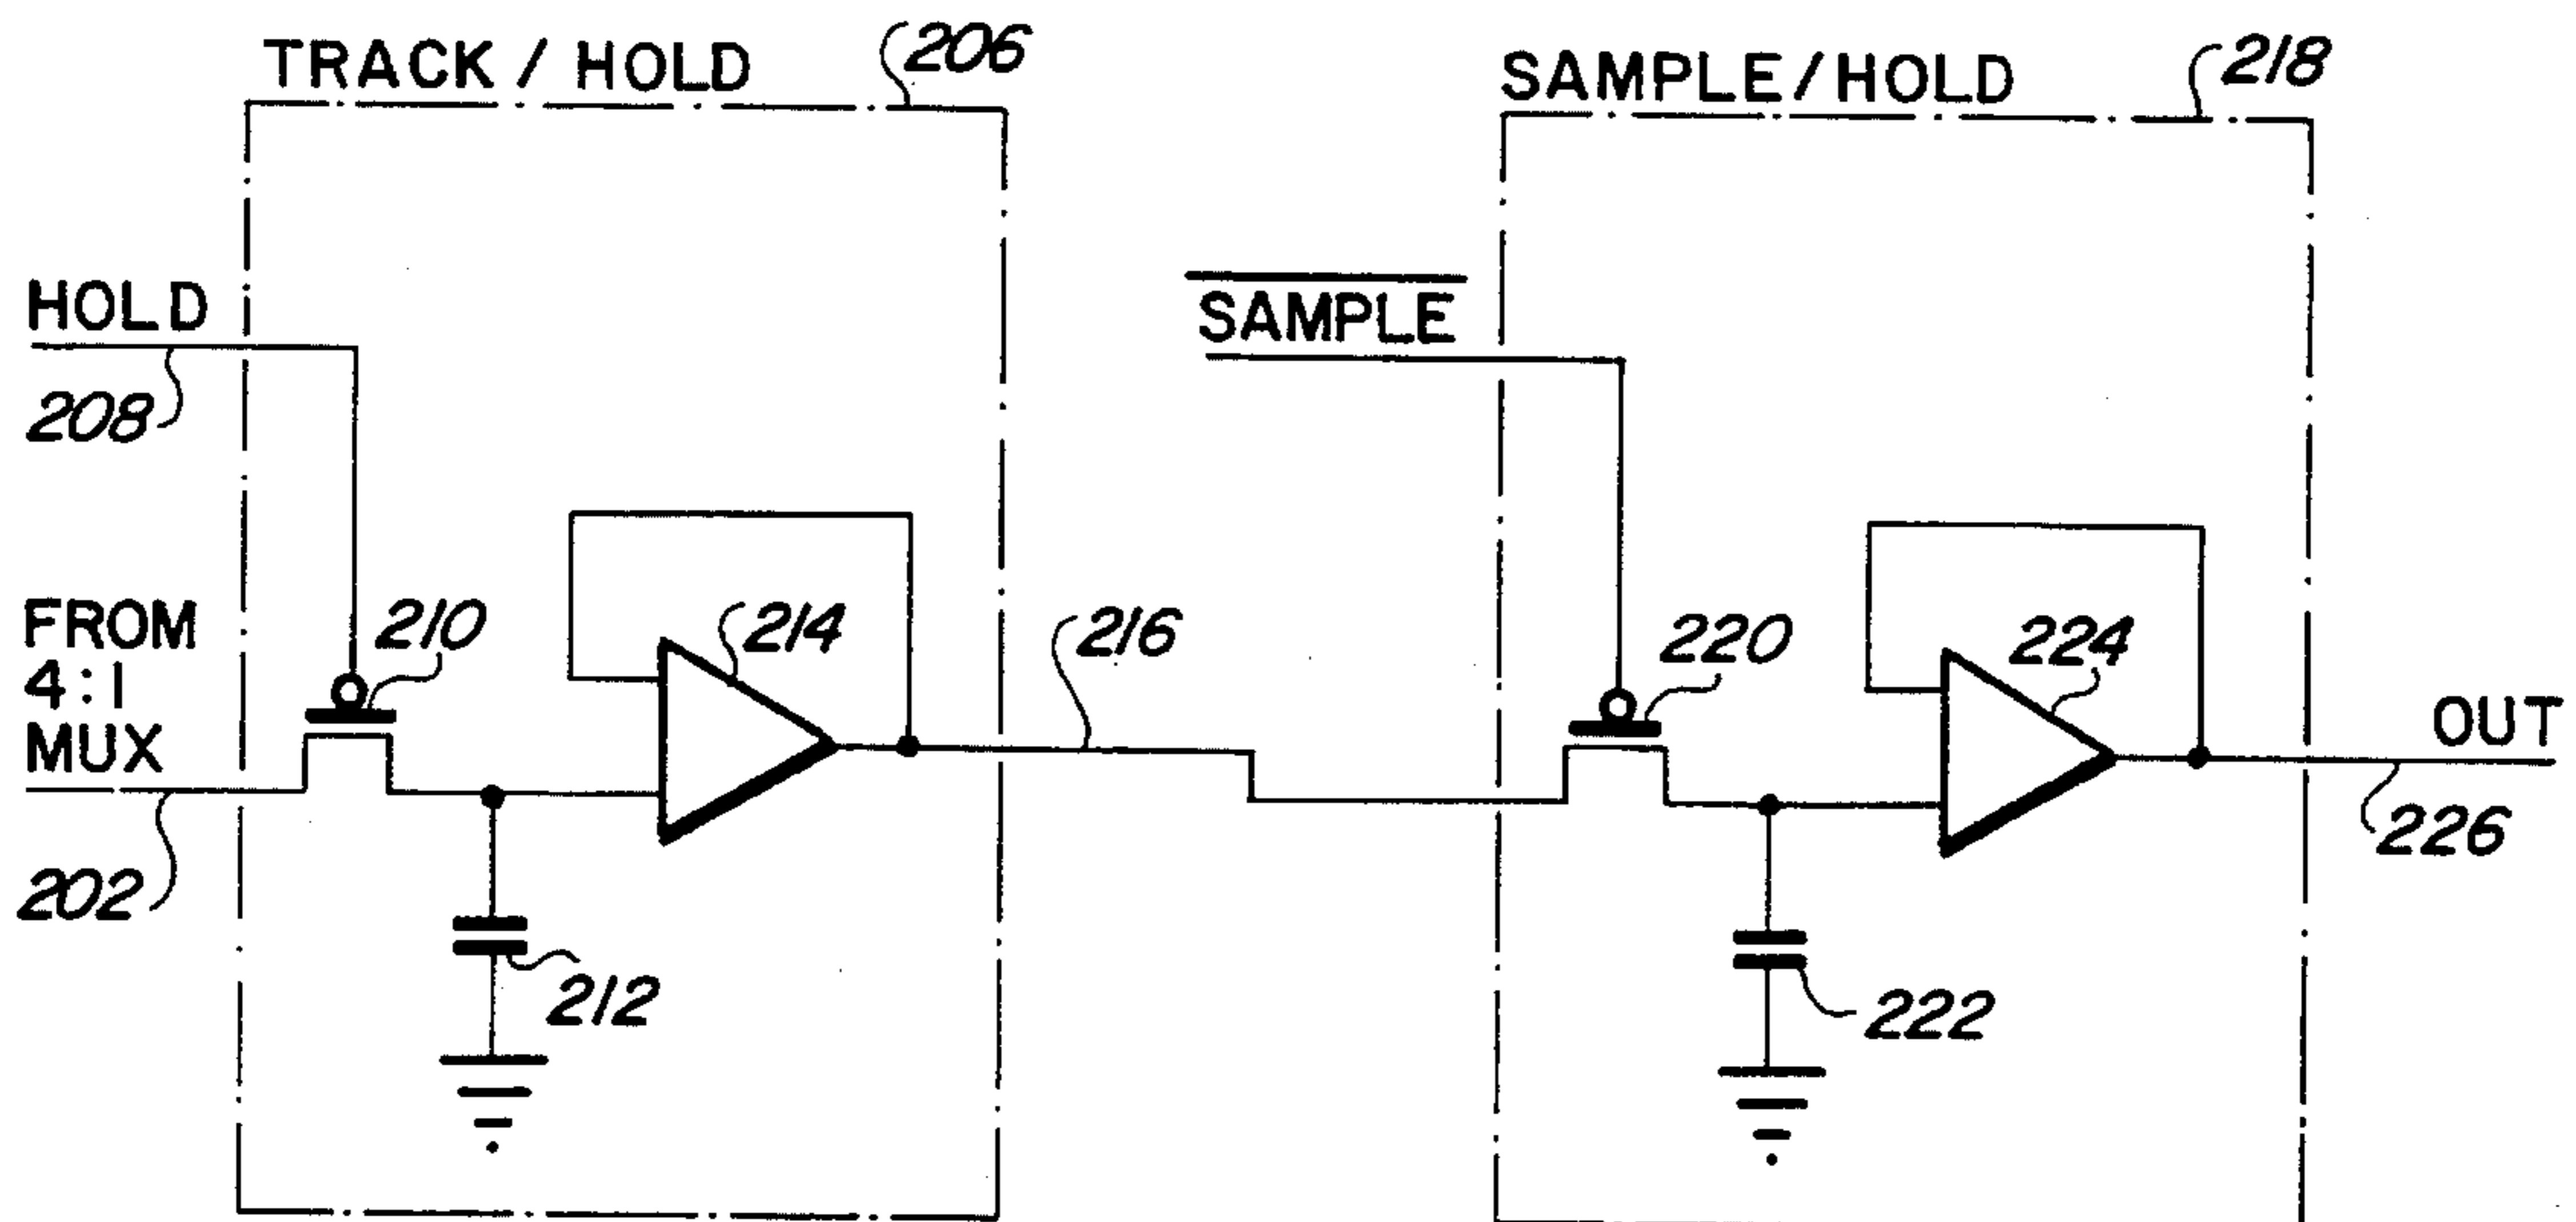 TRACK / HOLD
206
SAMPLE/HOLD
218
HOLD
208
SAMPLE
FROM
4:1
MUX
210
214
216
220
224
OUT
202
212
222
226